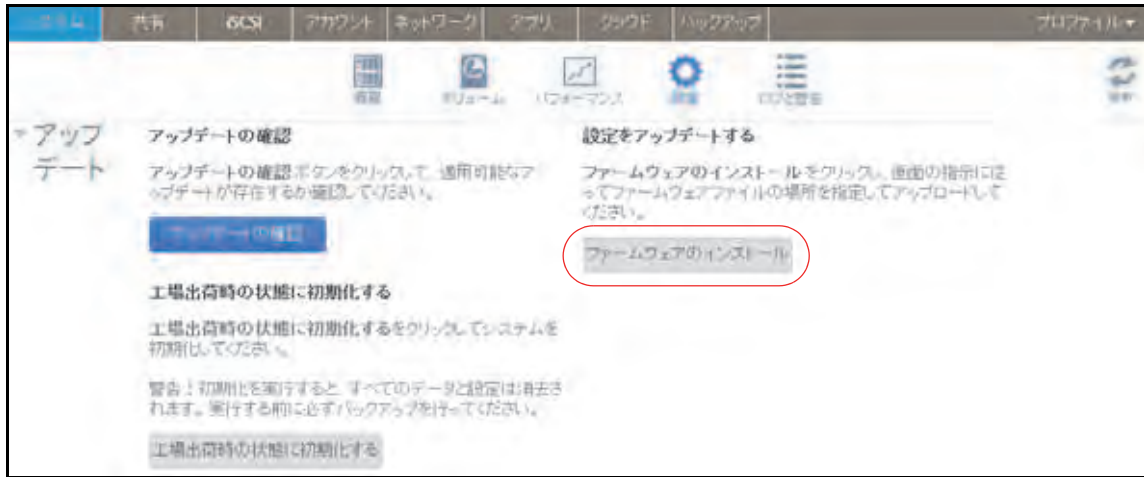 システム 共有 iSCSI アカウント ネットワーク アプリ クラウド バックアップ プロファイル
ボリューム パフォーマンス 設定 ログと警告
アップ
デート
アップデートの確認
アップデートの確認ボタンをクリックして、適用可能なア
ップデートが存在するか確認してください。
アップデートの確認
工場出荷時の状態に初期化する
工場出荷時の状態に初期化するをクリックしてシステムを
初期化してください。
警告！初期化を実行すると、すべてのデータと設定は消去さ
れます。実行する前に必ずバックアップを行ってください。
工場出荷時の状態に初期化する
設定をアップデートする
ファームウェアのインストールをクリックし、画面の指示に従
ってファームウェアファイルの場所を指定してアップロードして
ください。
ファームウェアのインストール